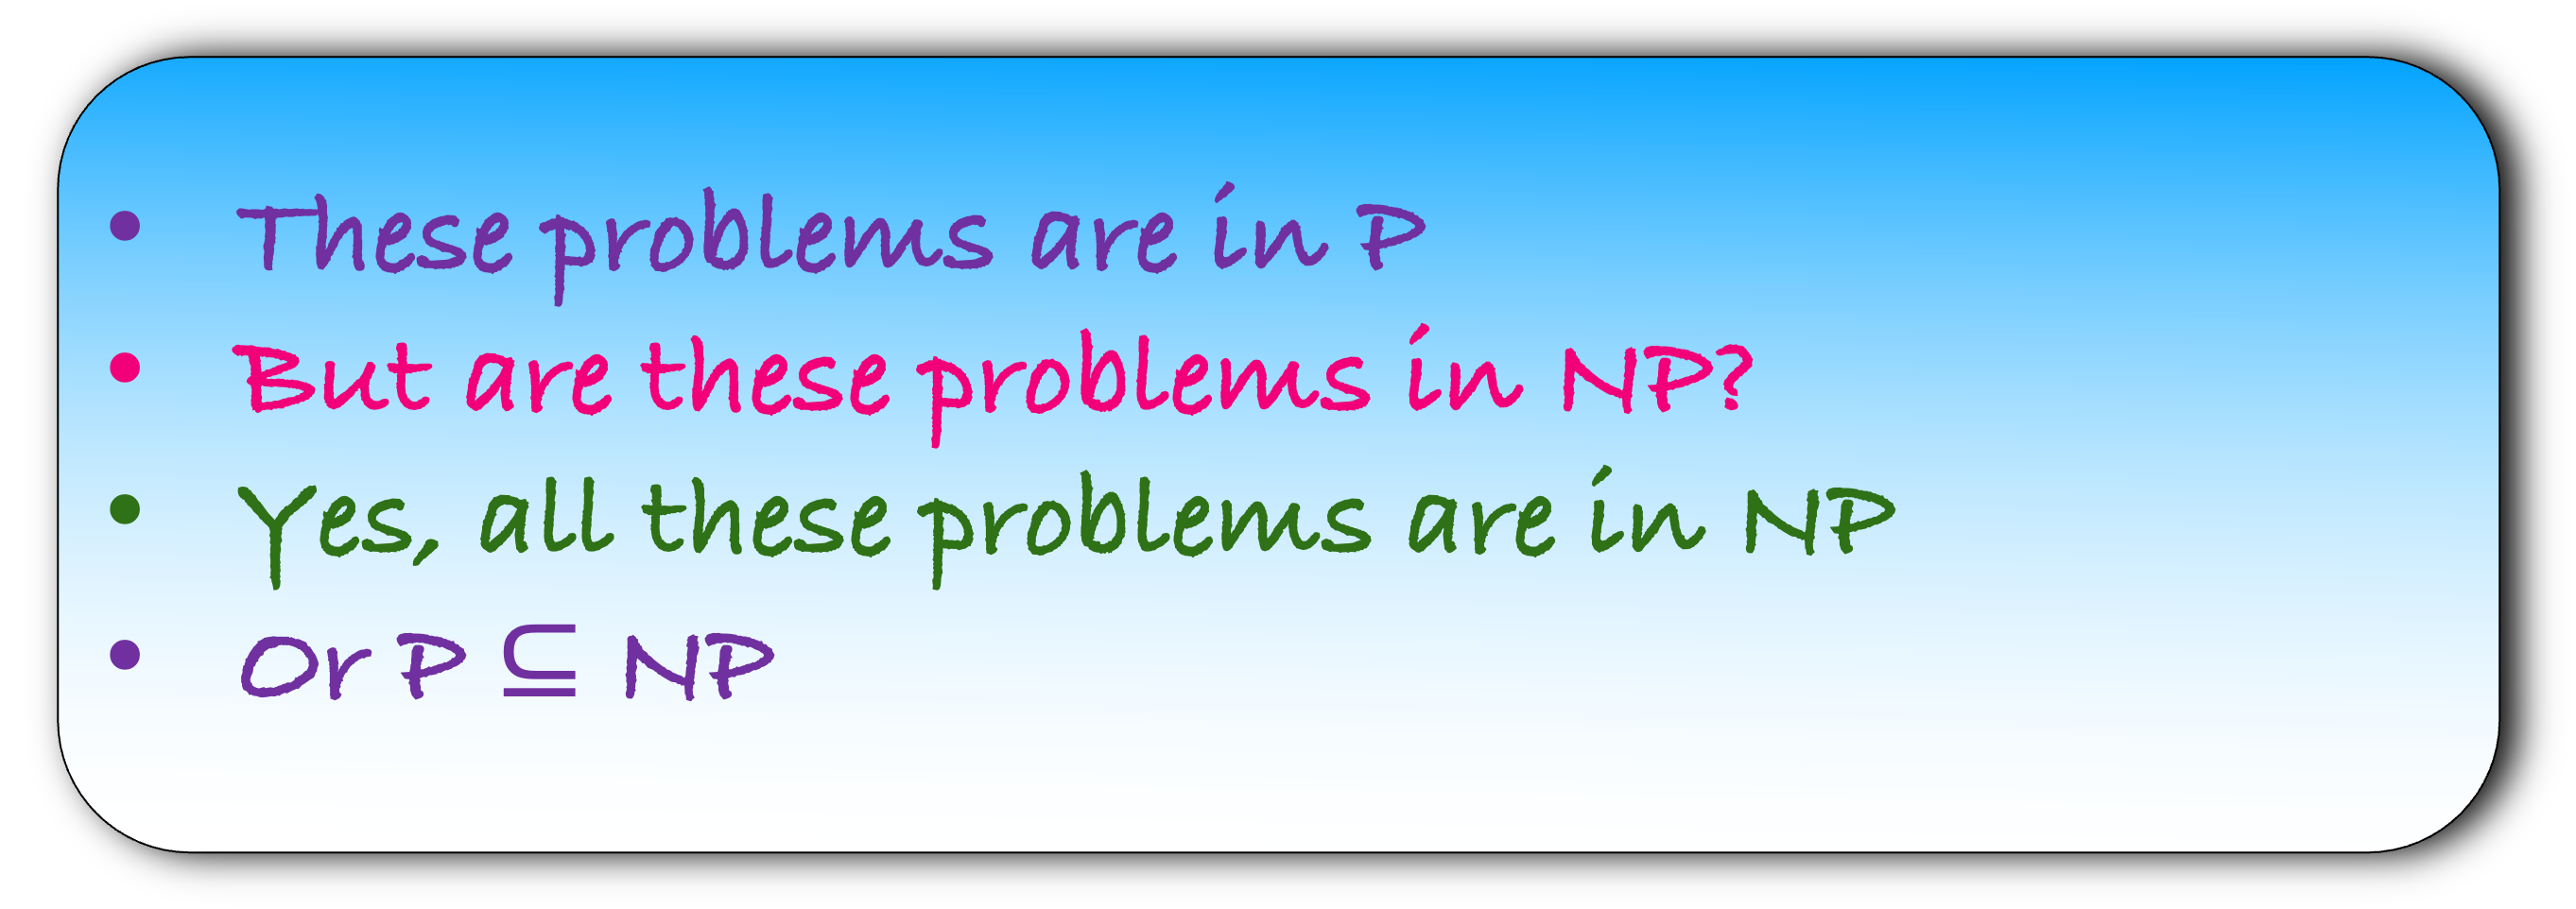 • These problems are in P
• But are these problems in NP?
• Yes, all these problems are in NP
• Or P ⊆ NP